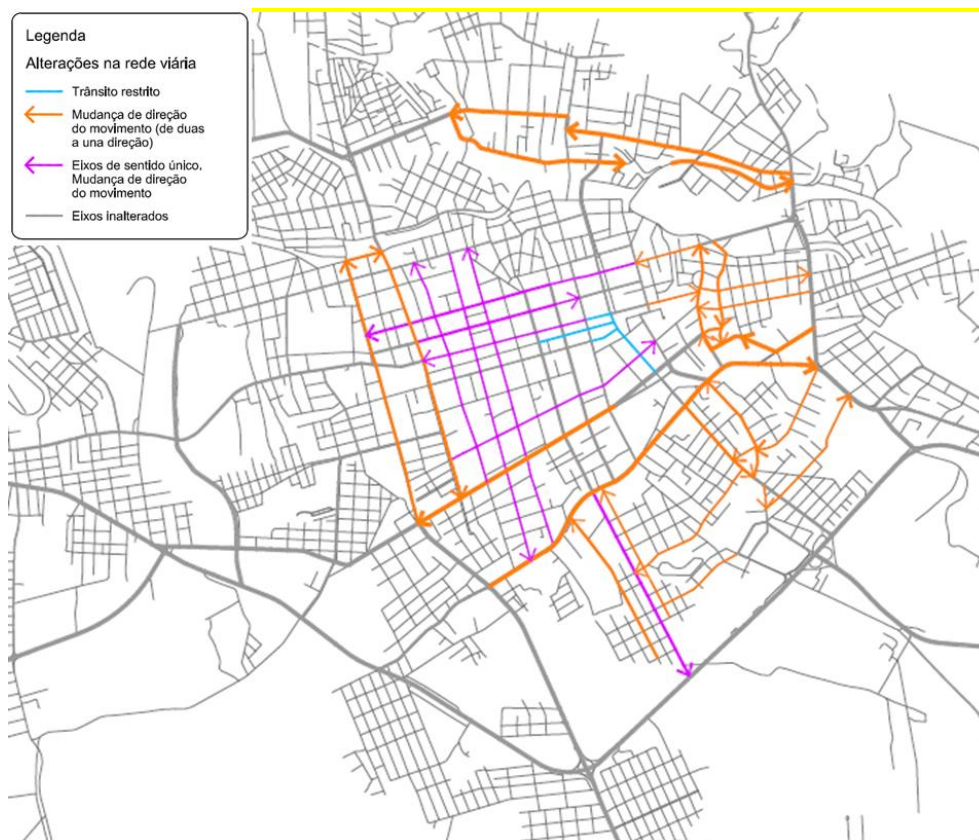 Legenda
Alterações na rede viária
Trânsito restrito
Mudança de direção
do movimento (de duas
a una direção)
Eixos de sentido único.
Mudança de direção
do movimento
Eixos inalterados